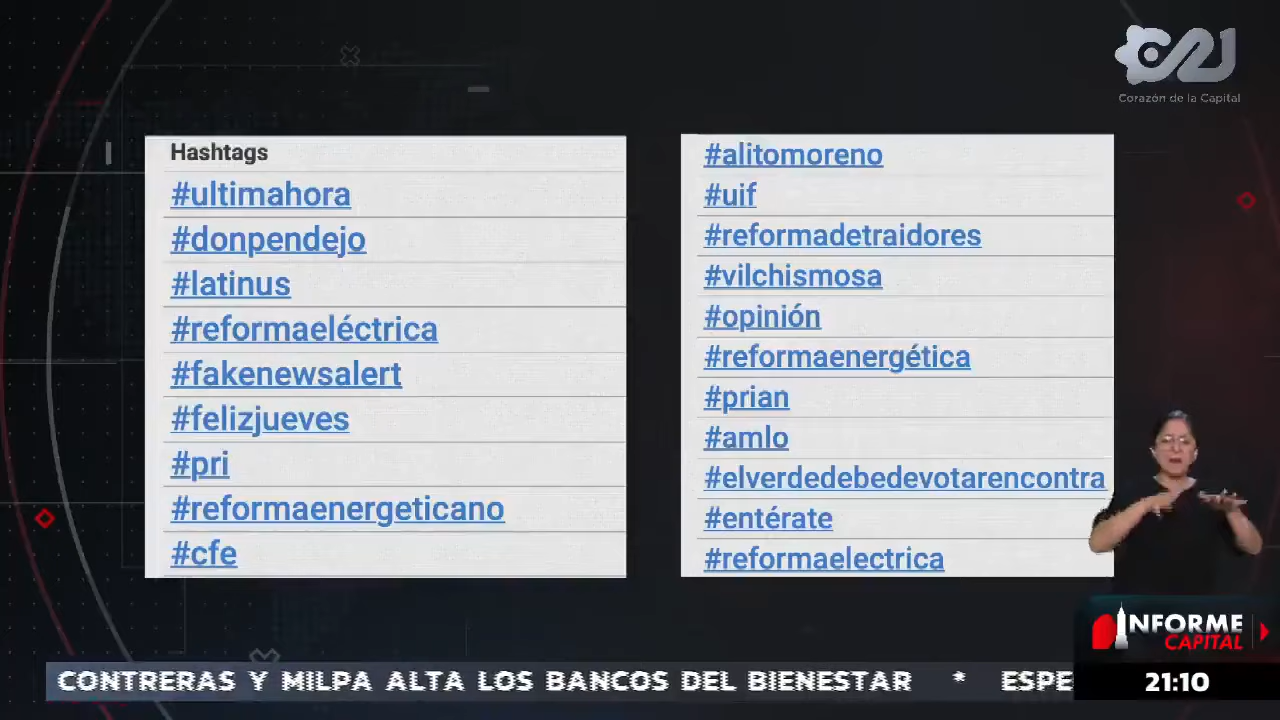 C21
Corazón de la Capital
Hashtags
#ultimahora
#donpendejo
#latinus
#reformaeléctrica
#fakenewsalert
#felizjueves
#pri
#reformaenergeticano
#cfe
#alitomoreno
#uif
#reformadetraidores
#vilchismosa
#opinión
#reformaenergética
#prian
#amlo
#elverdedebedevotarencontra
#entérate
#reformaelectrica
INFORME
CAPITAL
CONTRERAS Y MILPA ALTA LOS BANCOS DEL BIENESTAR * ESPE
21:10